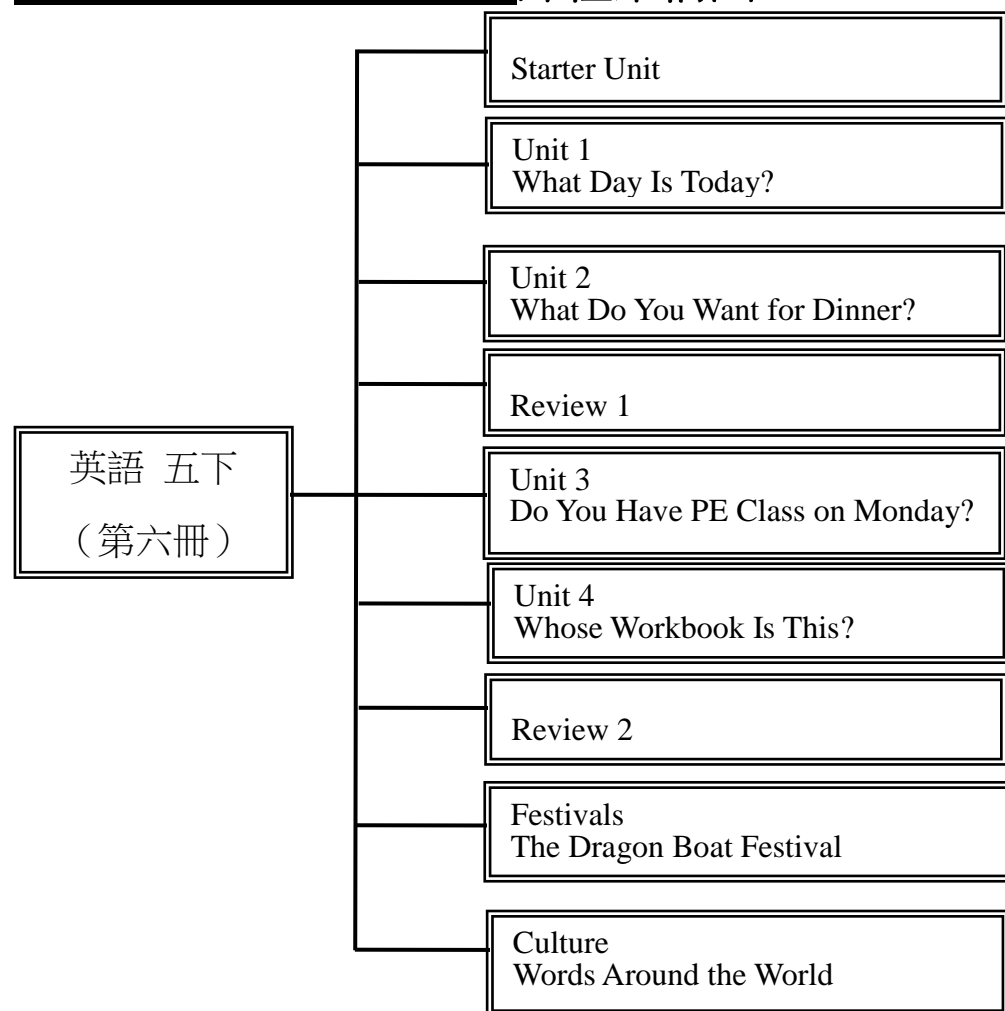 Starter Unit
Unit 1
What Day Is Today?
Unit 2
What Do You Want for Dinner?
Review 1
英語 五下
（第六冊）
Unit 3
Do You Have PE Class on Monday?
Unit 4
Whose Workbook Is This?
Review 2
Festivals
The Dragon Boat Festival
Culture
Words Around the World